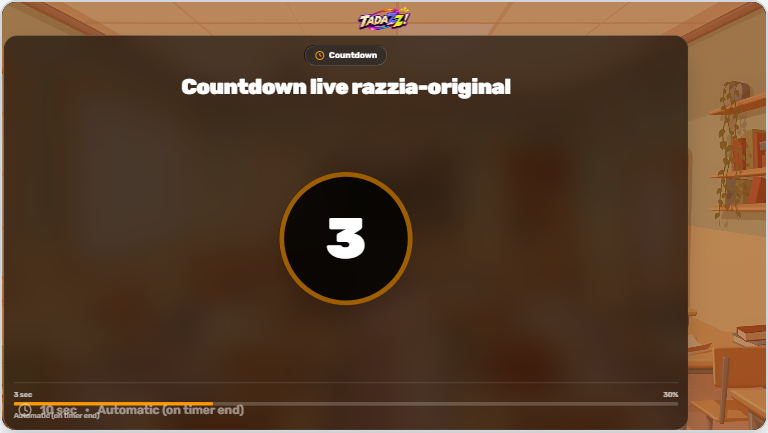 TADAZZ!
Countdown
Countdown live razzia-original
3
3 sec
30%
10 sec • Automatic (on timer end)
Automatic (on timer end)